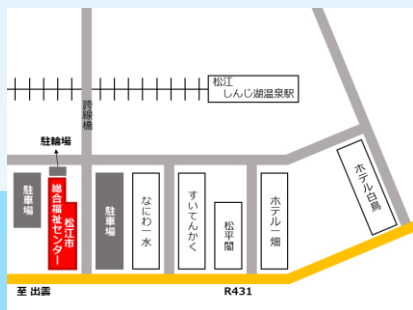 松江
しんじ湖温泉駅
跨線橋
駐輪場
駐車場
松江市
総合福祉センター
駐車場
なにわ一水
すいてんかく
松平閣
ホテル一畑
ホテル白鳥
至 出雲
R431